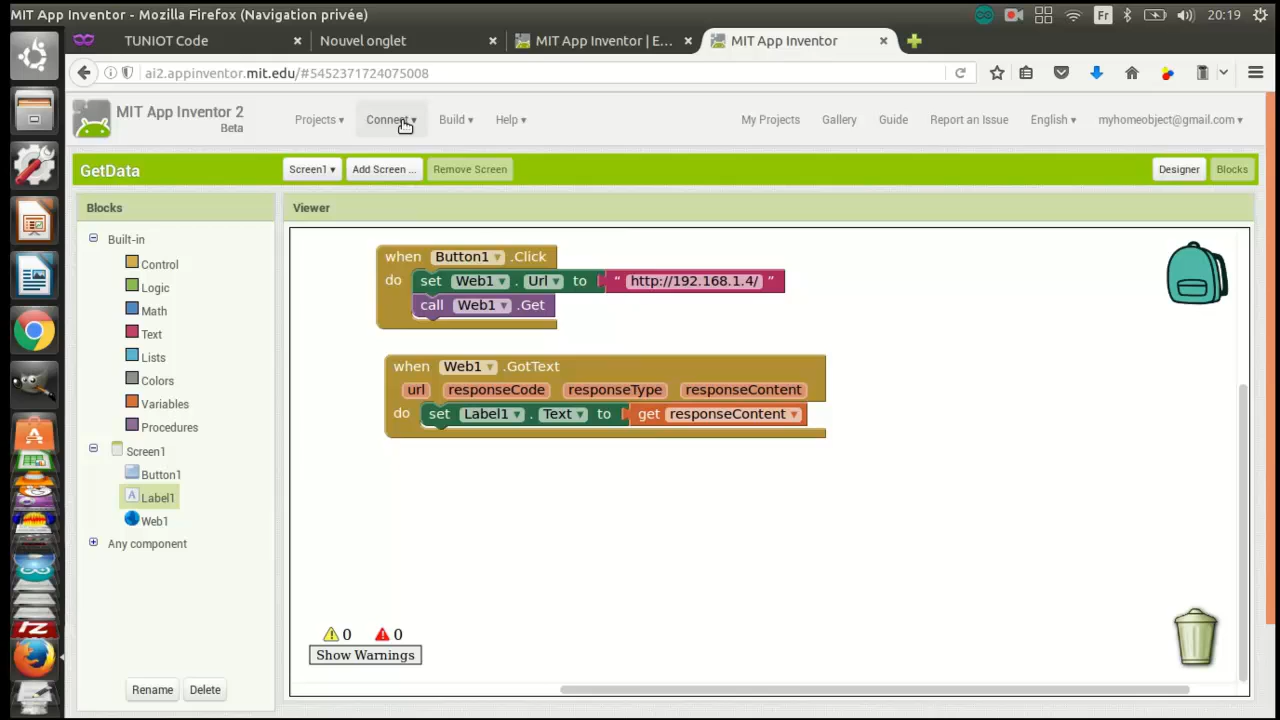 MIT App Inventor - Mozilla Firefox (Navigation privée)
Fr
20:19
TUNIOT Code
Nouvel onglet
MIT App Inventor | E...
MIT App Inventor
ai2.appinventor.mit.edu/#5452371724075008
MIT App Inventor 2
Beta
Projects
Connect
Build
Help
My Projects
Gallery
Guide
Report an Issue
English
myhomeobject@gmail.com
GetData
Screen1
Add Screen ...
Remove Screen
Designer
Blocks
Blocks
Viewer
Built-in
Control
Logic
Math
Text
Lists
Colors
Variables
Procedures
Screen1
Button1
A Label1
Web1
Any component
Rename
Delete
when Button1 .Click
do set Web1 . Url to " http://192.168.1.4/ "
call Web1 .Get
when Web1 .GotText
url responseCode responseType responseContent
do set Label1 . Text to get responseContent
0 0
Show Warnings